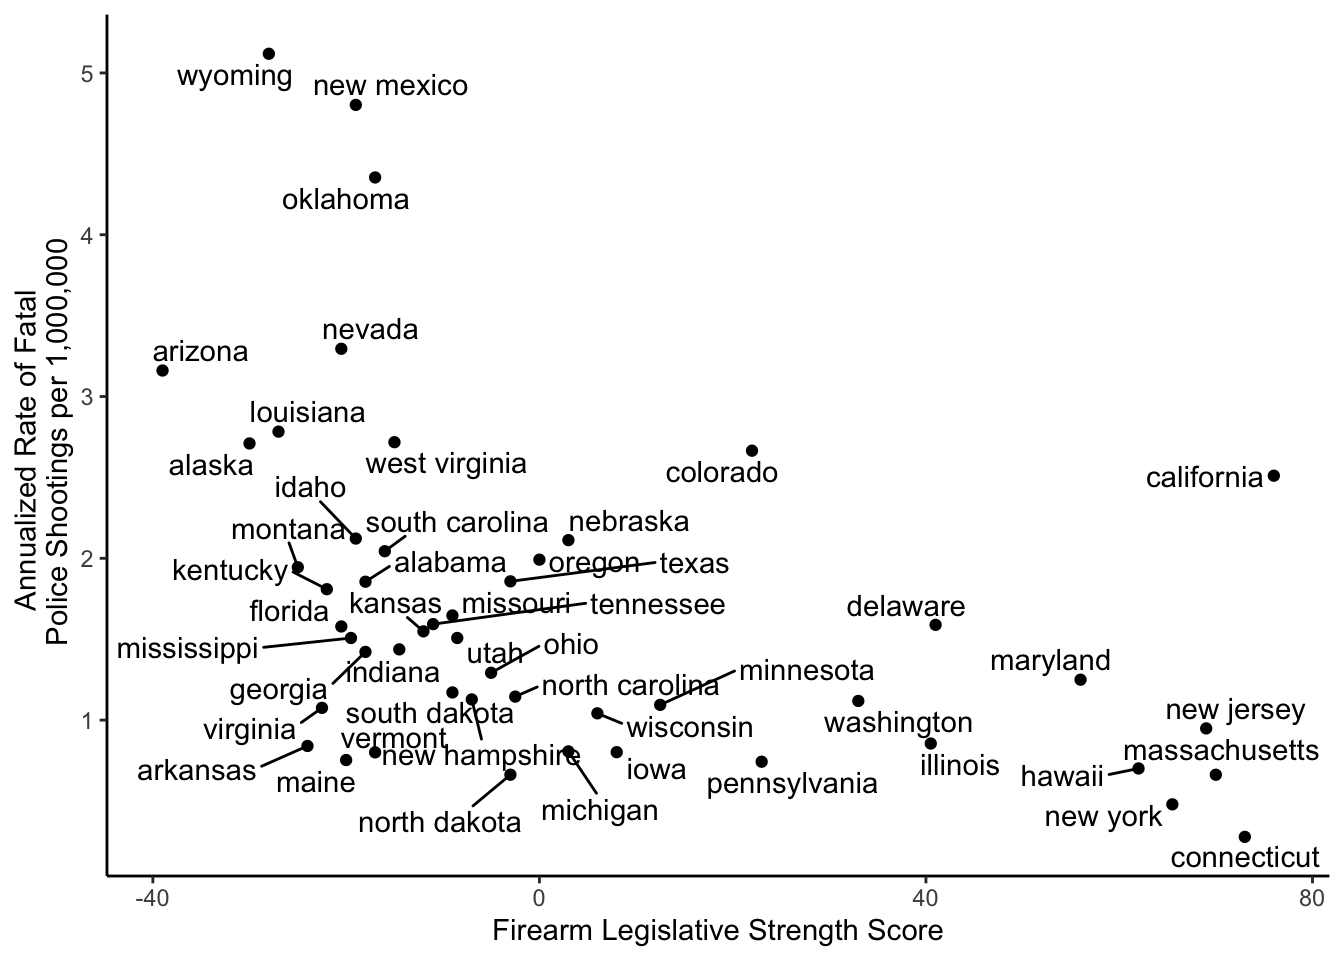 Annualized Rate of Fatal
Police Shootings per 1,000,000
5
4
3
2
1
wyoming
new mexico
oklahoma
nevada
arizona
louisiana
alaska
west virginia
colorado
california
idaho
montana
south carolina
nebraska
kentucky
alabama
oregon
texas
florida
kansas
missouri
tennessee
delaware
mississippi
utah
ohio
indiana
minnesota
maryland
georgia
north carolina
virginia
south dakota
wisconsin
washington
new jersey
vermont
new hampshire
massachusetts
arkansas
maine
iowa
pennsylvania
illinois
hawaii
north dakota
michigan
new york
connecticut
-40
0
40
80
Firearm Legislative Strength Score